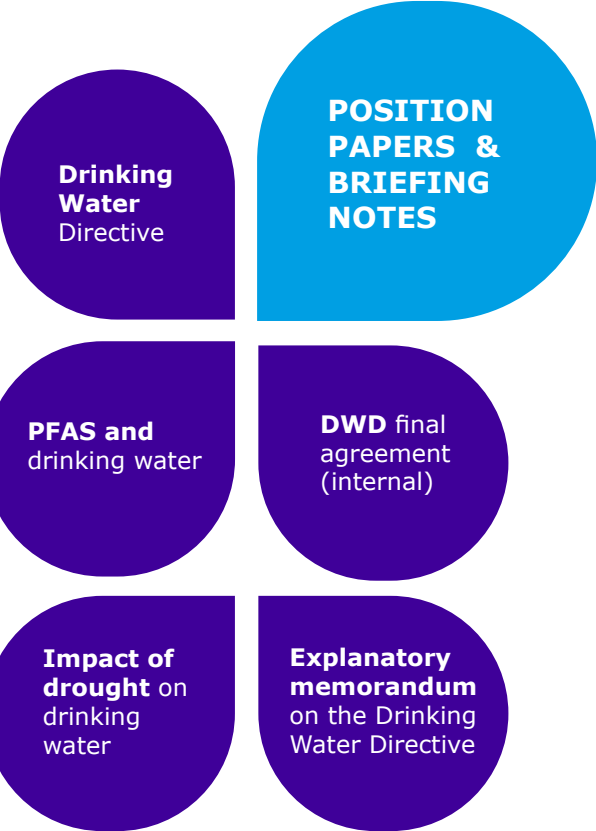 POSITION
PAPERS & 
BRIEFING
NOTES
Drinking
Water
Directive
PFAS and
drinking water
DWD final
agreement
(internal)
Impact of
drought on
drinking
water
Explanatory
memorandum
on the Drinking
Water Directive